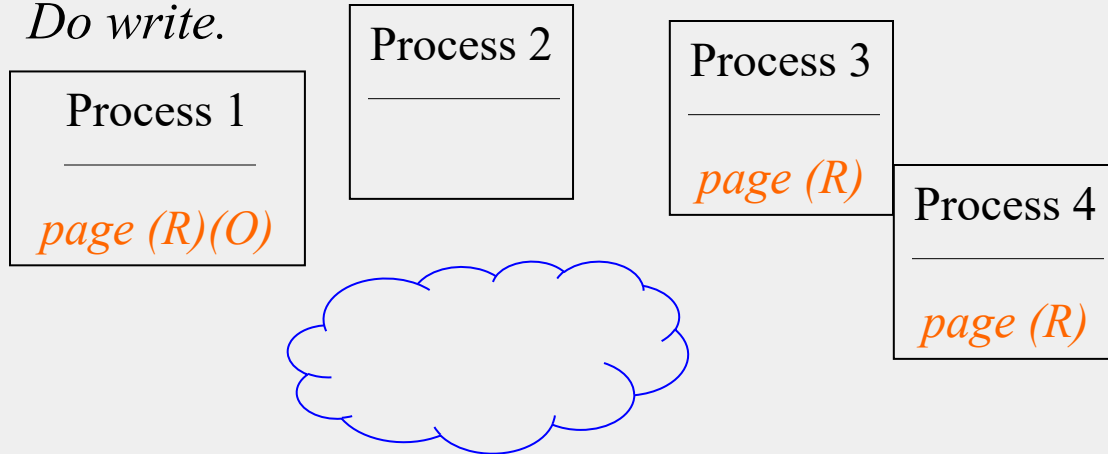 Do write.
Process 1
page (R)(O)
Process 2
Process 3
page (R)
Process 4
page (R)